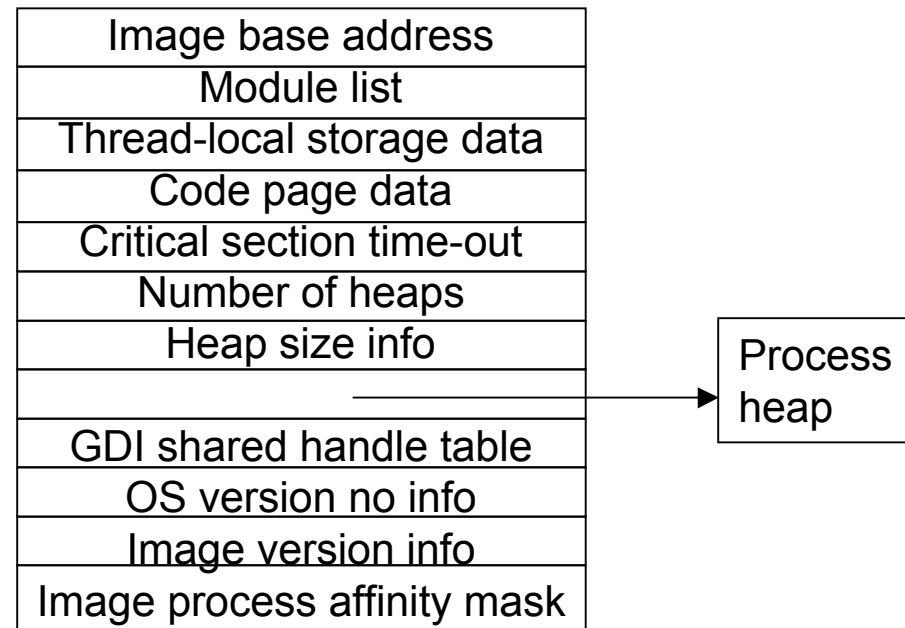 Image base address
Module list
Thread-local storage data
Code page data
Critical section time-out
Number of heaps
Heap size info
Process
heap
GDI shared handle table
OS version no info
Image version info
Image process affinity mask